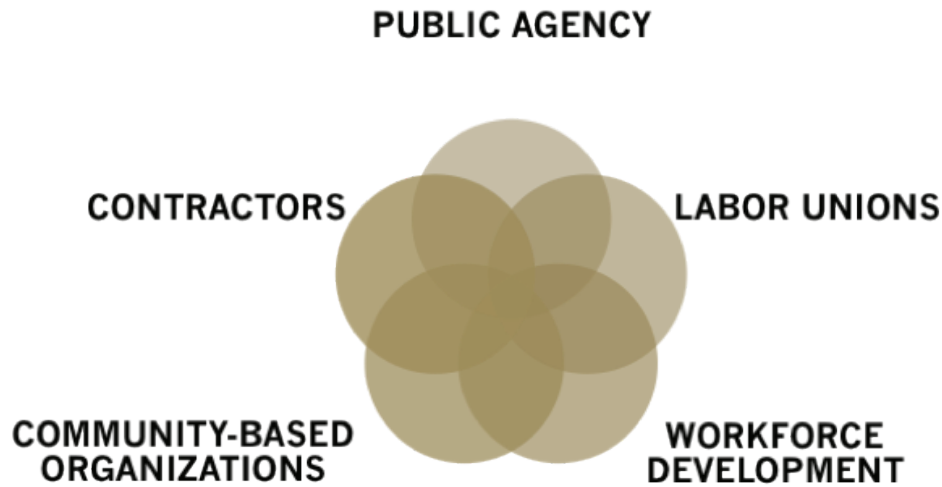 PUBLIC AGENCY
CONTRACTORS
LABOR UNIONS
COMMUNITY-BASED
ORGANIZATIONS
WORKFORCE
DEVELOPMENT